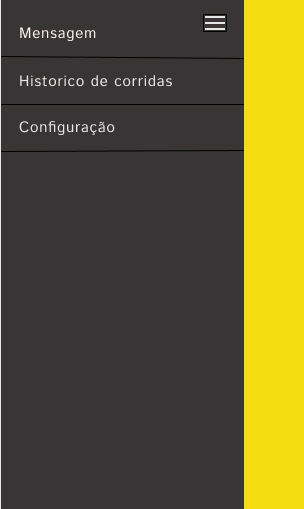 Mensagem
Historico de corridas
Configuração